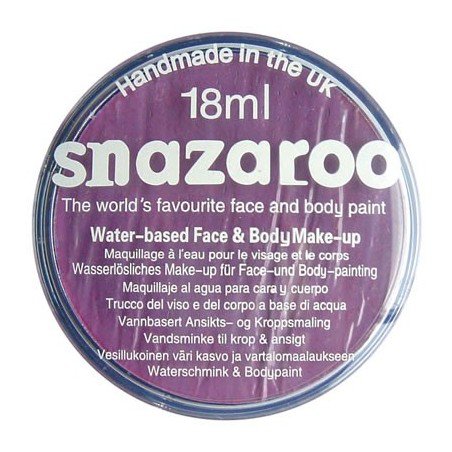 Handmade in the UK
18ml
snazaroo
The world's favourite face and body paint
Water-based Face & Body Make-up
Maquillage à l'eau pour le visage et le corps
Wasserlösliches Make-up für Face-und Body-painting
Maquillaje al agua para cara y cuerpo
Trucco del viso e del corpo a base di acqua
Vannbasert Ansikts- og Kroppsmaling
Vandsminke til krop & ansigt
Vesillukoinen väri kasvo ja vartalomaalaukseen
Waterschmink & Bodypaint